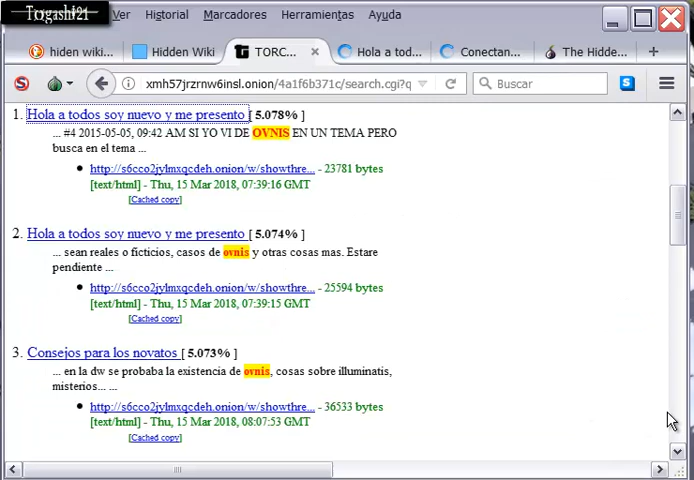 Togashi21
Ver Historial Marcadores Herramientas Ayuda
hiden wiki...
Hidden Wiki
TORC...
Hola a tod...
Conectan...
The Hidde...
xmh57jrzrnw6insl.onion/4a1f6b371c/search.cgi?q
Buscar
1. Hola a todos soy nuevo y me presento [ 5.078% ]
... #4 2015-05-05, 09:42 AM SI YO VI DE OVNIS EN UN TEMA PERO
busca en el tema ...
http://s6cco2jylmxqcdeh.onion/w/showthre... - 23781 bytes
[text/html] - Thu, 15 Mar 2018, 07:39:16 GMT
[Cached copy]
2. Hola a todos soy nuevo y me presento [ 5.074% ]
... sean reales o ficticios, casos de ovnis y otras cosas mas. Estare
pendiente ...
http://s6cco2jylmxqcdeh.onion/w/showthre... - 25594 bytes
[text/html] - Thu, 15 Mar 2018, 07:39:15 GMT
[Cached copy]
3. Consejos para los novatos [ 5.073% ]
... en la dw se probaba la existencia de ovnis, cosas sobre illuminatis,
misterios... ...
http://s6cco2jylmxqcdeh.onion/w/showthre... - 36533 bytes
[text/html] - Thu, 15 Mar 2018, 08:07:53 GMT
[Cached copy]